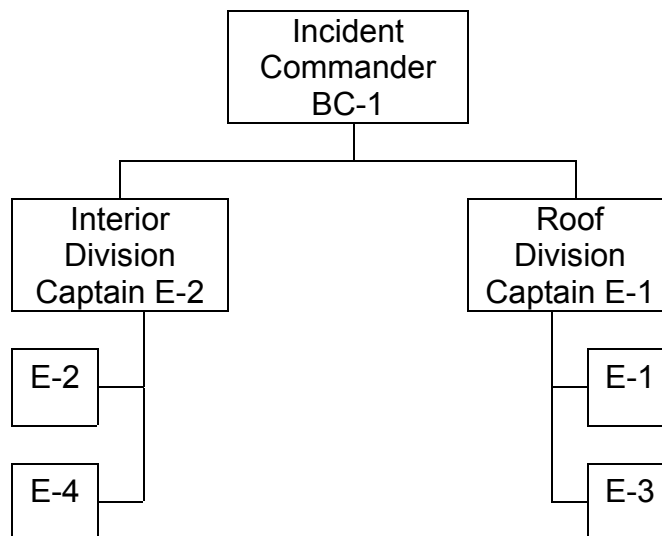 Incident
Commander
BC-1
Interior
Division
Captain E-2
Roof
Division
Captain E-1
E-2
E-4
E-1
E-3